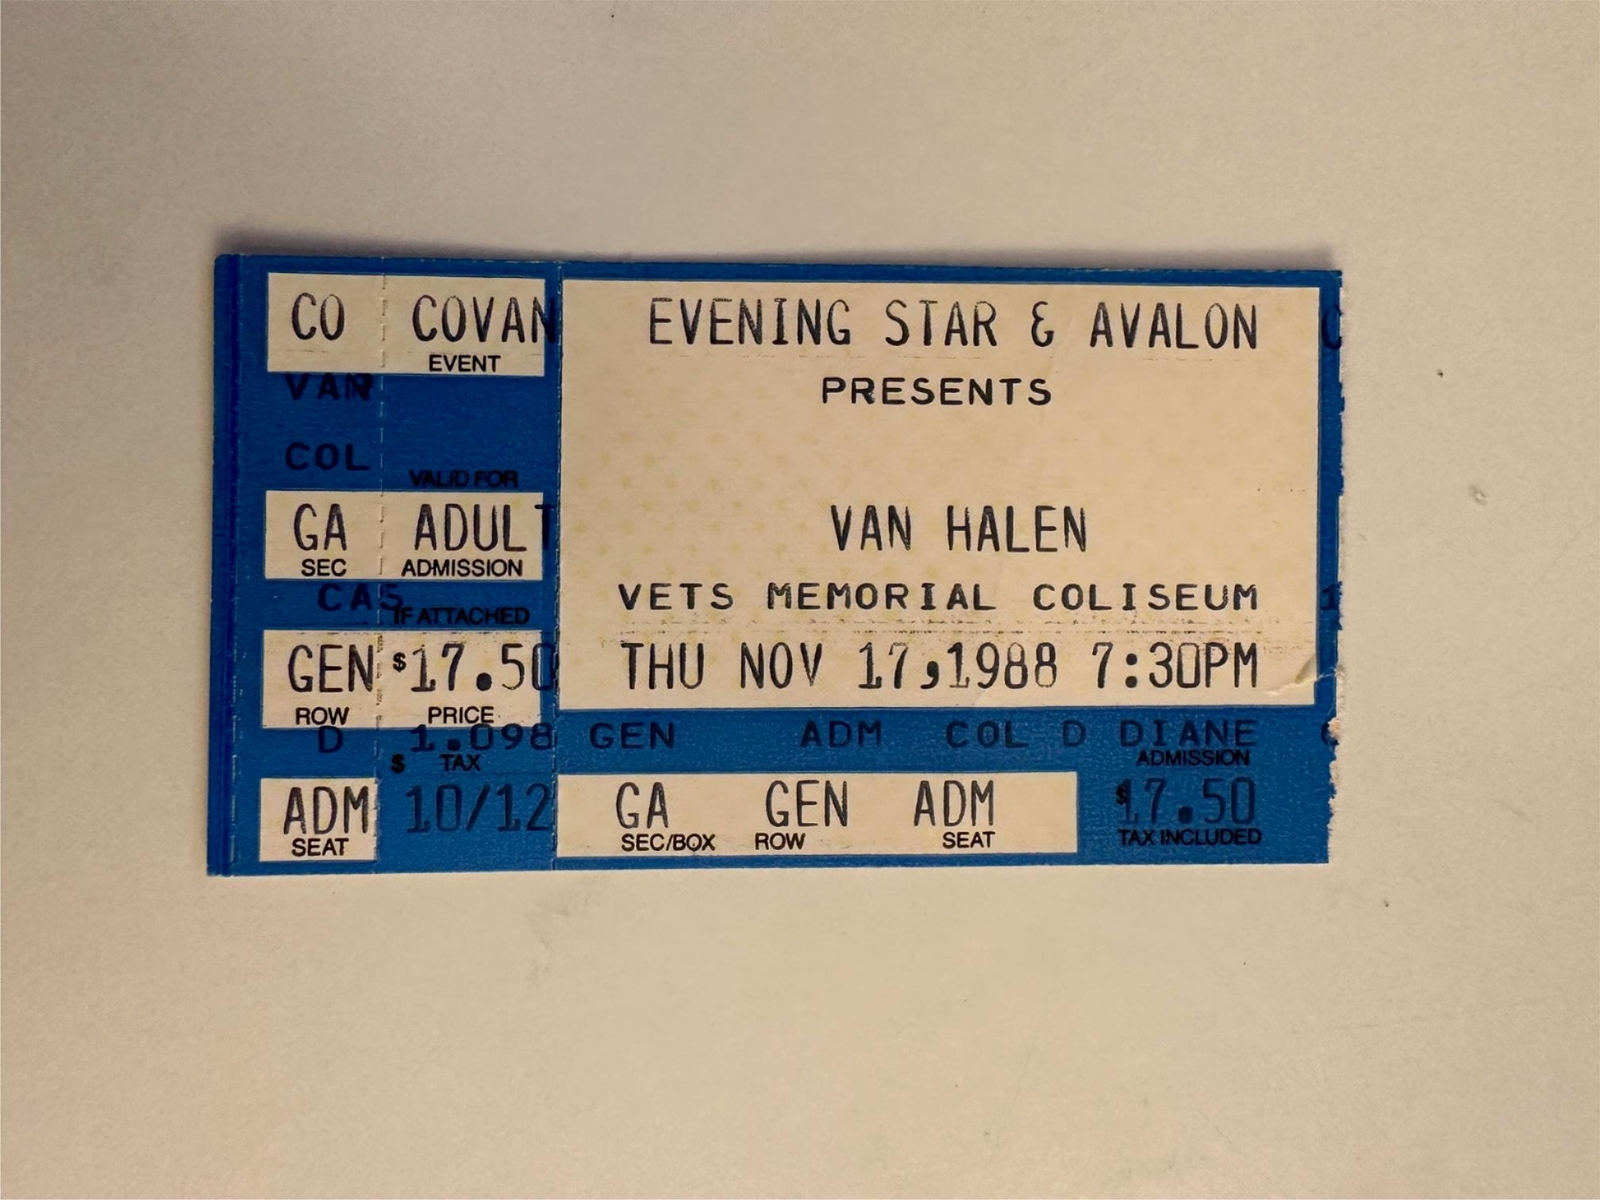 CO COVAN
EVENT
VAN
COL
VALID FOR
GA ADULT
SEC ADMISSION
CAS
IF ATTACHED
GEN $17.50
ROW PRICE
D 1.098
$ TAX
ADM 10/12
SEAT
EVENING STAR & AVALON
PRESENTS
VAN HALEN
VETS MEMORIAL COLISEUM
THU NOV 17,1988 7:30PM
GEN ADM COL D DIANE
ADMISSION
GA GEN ADM $17.50
SEC/BOX ROW SEAT TAX INCLUDED